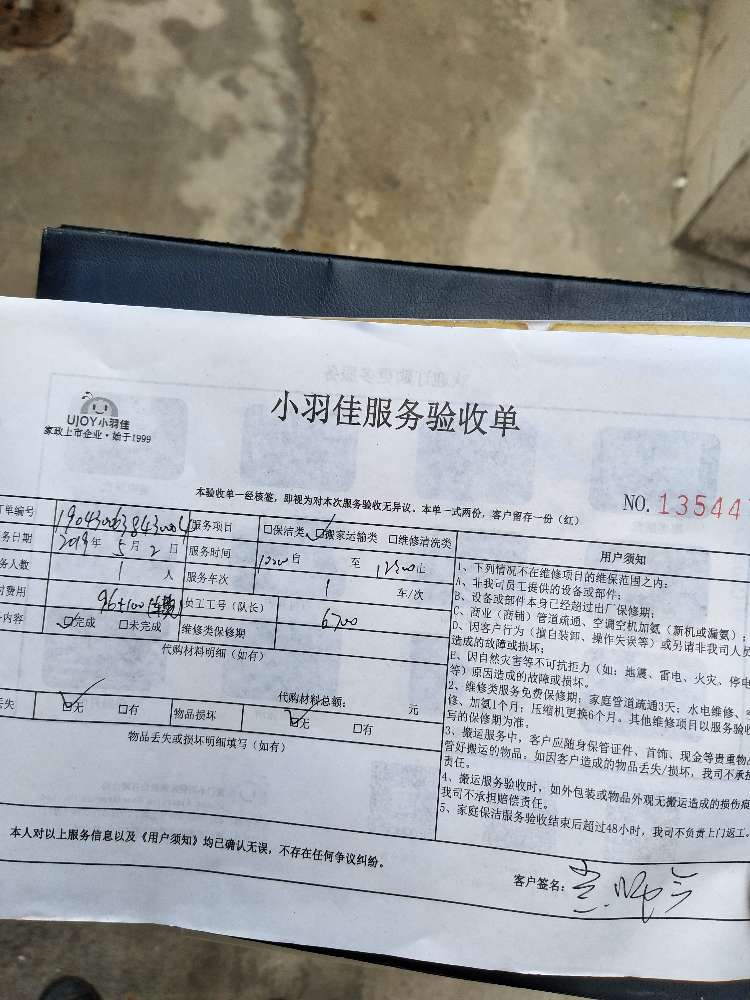 小羽佳服务验收单
UJOY小羽佳
家政上市企业·始于1999
本验收单一经核签，即视为对本次服务验收无异议、本单一式两份，客户留存一份（红）
NO. 13544
单编号
服务项目 □保洁类 □搬家运输类 □维修清洗类
务日期 2019年 5月 2日 服务时间 自 至 止
务人数 1 人 服务车次 1 车/次
费用 员工工号（队长） 6700
内容 □完成 □未完成 维修类保修期
代购材料明细（如有）
代购材料总额： 元
丢失 □无 □有 物品损坏 □无 □有
物品丢失或损坏明细填写（如有）
用户须知
1、下列情况不在维修项目的维保范围之内：
A、非我司员工提供的设备或部件；
B、设备或部件本身已经超过出厂保修期；
C、商业（商铺）管道疏通、空调空机加氨（新机或漏氨）；
D、因客户行为（擅自装卸、操作失误等）或另请非我司人员
造成的故障或损坏；
E、因自然灾害等不可抗拒力（如：地震、雷电、火灾、停电
等）原因造成的故障或损坏。
2、维修类服务免费保修期：家庭管道疏通3天；水电维修、
修、加氨1个月；压缩机更换6个月。其他维修项目以服务验收
写的保修期为准。
3、搬运服务中，客户应随身保管证件、首饰、现金等贵重物品
管好搬运的物品。如因客户造成的物品丢失/损坏，我司不承担
责任。
4、搬运服务验收时，如外包装或物品外观无搬运造成的损伤痕
我司不承担赔偿责任。
5、家庭保洁服务验收结束后超过48小时，我司不负责上门返工。
本人对以上服务信息以及《用户须知》均已确认无误，不存在任何争议纠纷。
客户签名：